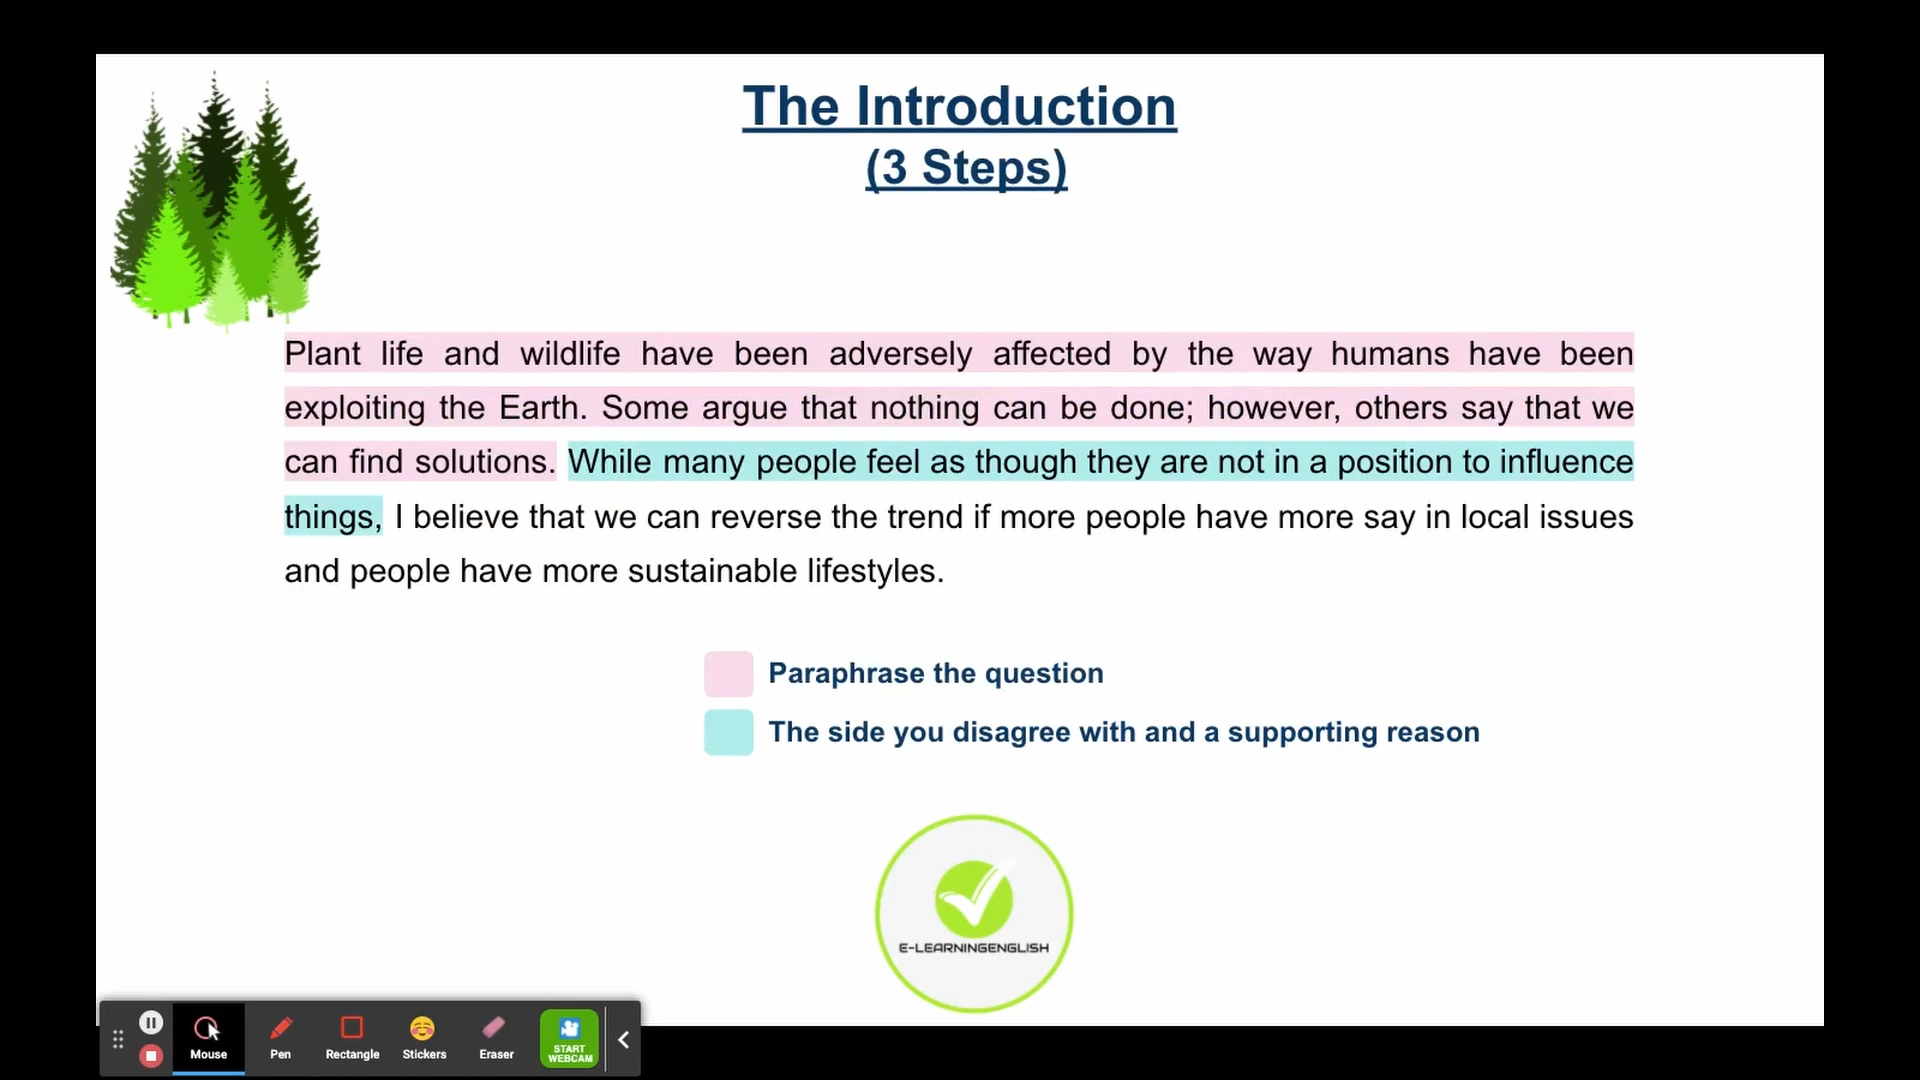 The Introduction
(3 Steps)
Plant life and wildlife have been adversely affected by the way humans have been
exploiting the Earth. Some argue that nothing can be done; however, others say that we
can find solutions. While many people feel as though they are not in a position to influence
things, I believe that we can reverse the trend if more people have more say in local issues
and people have more sustainable lifestyles.
Paraphrase the question
The side you disagree with and a supporting reason
E-LEARNINGENGLISH
Mouse
Pen
Rectangle
Stickers
Eraser
START
WEBCAM